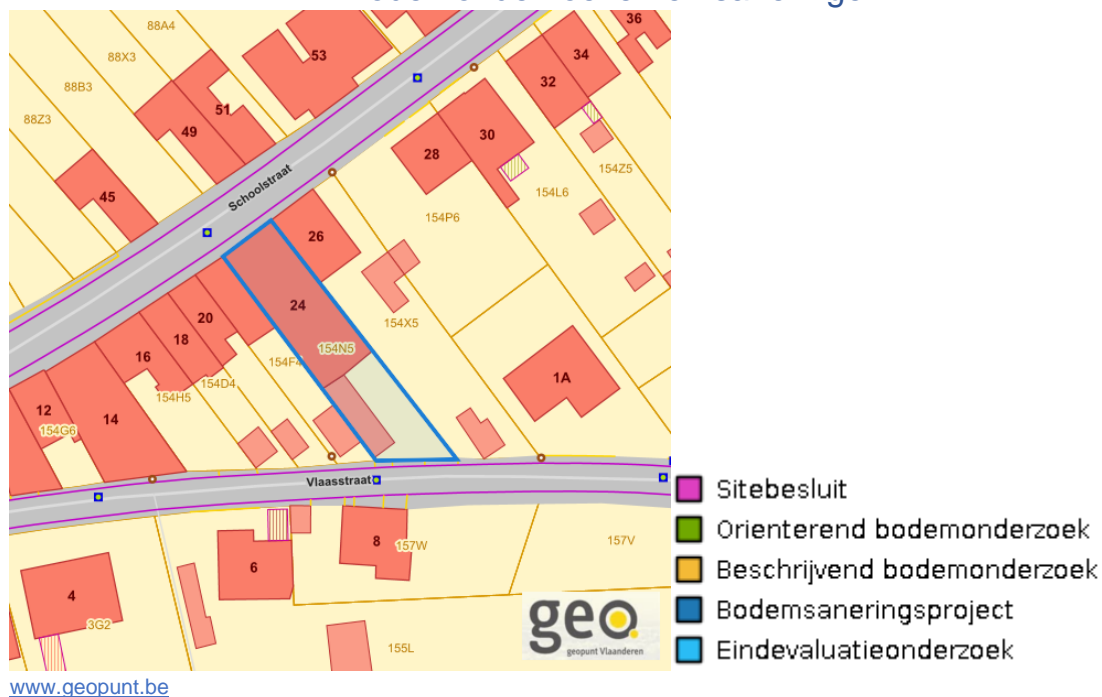 88A4
36
53
34
88X3
32
88B3
51
30
88Z3
49
28
154Z5
45
Schoolstraat
154L6
154P6
26
24
20
154X5
18
154N5
16
154F4
1A
154D4
12
14
154H5
154G6
Vlaasstraat
Sitebesluit
Orienterend bodemonderzoek
8
157W
157V
Beschrijvend bodemonderzoek
6
4
Bodemsaneringsproject
3G2
geo.
geopunt Vlaanderen
155L
Eindevaluatieonderzoek
www.geopunt.be